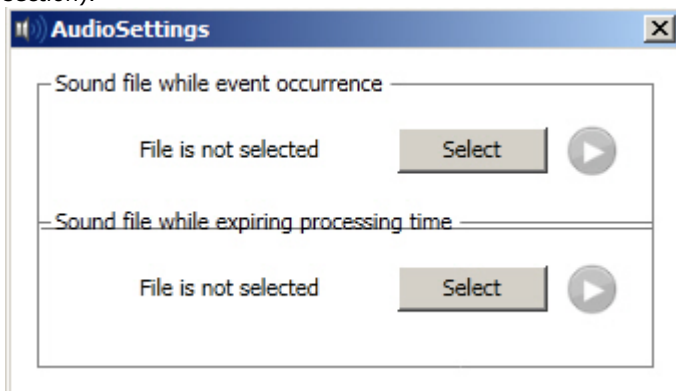 AudioSettings
Sound file while event occurrence
File is not selected Select
Sound file while expiring processing time
File is not selected Select